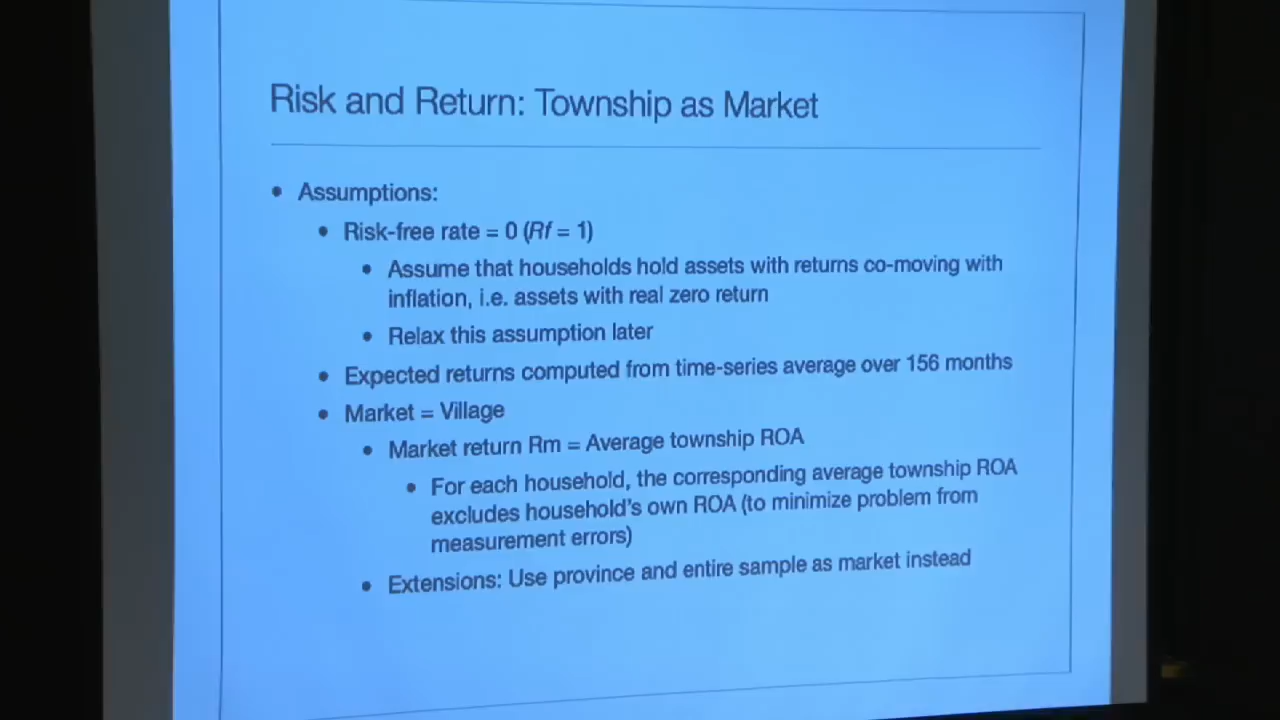 Risk and Return: Township as Market
• Assumptions:
• Risk-free rate = 0 (Rf = 1)
• Assume that households hold assets with returns co-moving with
inflation, i.e. assets with real zero return
• Relax this assumption later
• Expected returns computed from time-series average over 156 months
• Market = Village
• Market return Rm = Average township ROA
• For each household, the corresponding average township ROA
excludes household's own ROA (to minimize problem from
measurement errors)
• Extensions: Use province and entire sample as market instead